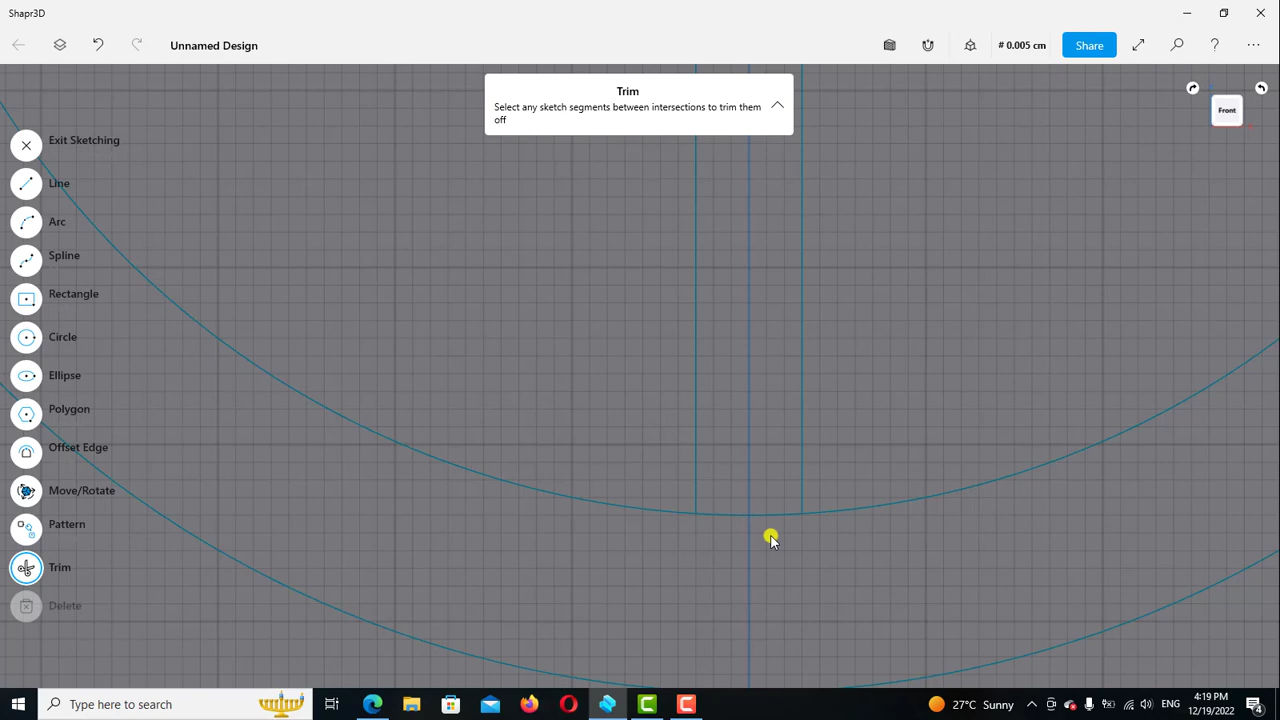 Shapr3D
Unnamed Design
# 0.005 cm
Share
Trim
Select any sketch segments between intersections to trim them
off
Front
Exit Sketching
Line
Arc
Spline
Rectangle
Circle
Ellipse
Polygon
Offset Edge
Move/Rotate
Pattern
Trim
Delete
Type here to search
27°C Sunny
ENG
4:19 PM
12/19/2022
4